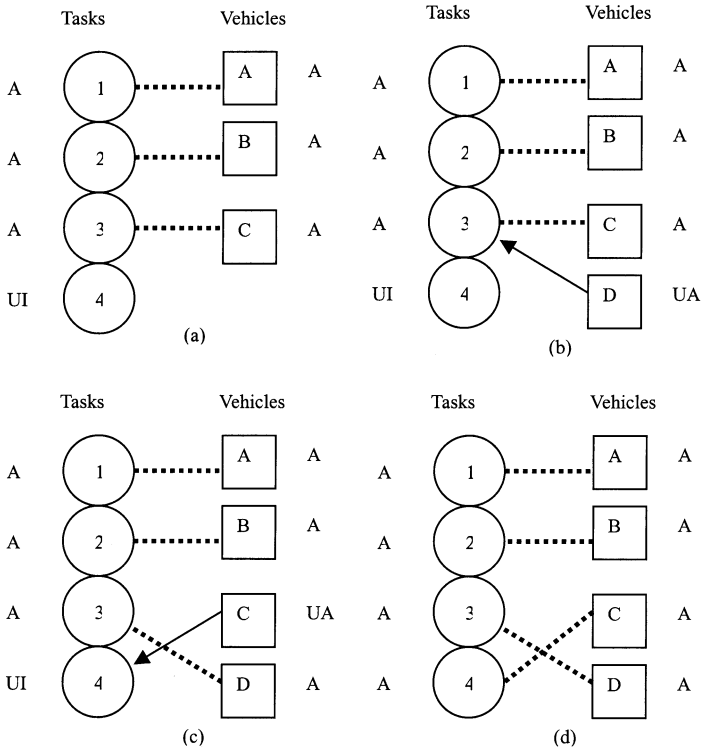 Tasks Vehicles
A 1 A A
A 2 B A
A 3 C A
UI 4
(a)
Tasks Vehicles
A 1 A A
A 2 B A
A 3 C A
UI 4 D UA
(b)
Tasks Vehicles
A 1 A A
A 2 B A
A 3 C UA
UI 4 D A
(c)
Tasks Vehicles
A 1 A A
A 2 B A
A 3 C A
A 4 D A
(d)